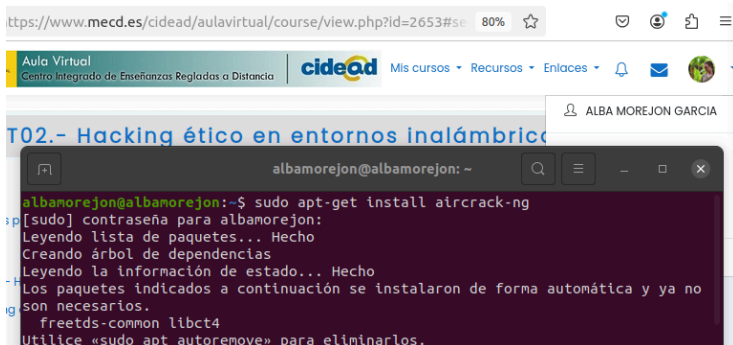 https://www.mecd.es/cidead/aulavirtual/course/view.php?id=2653#se 80%
Aula Virtual
Centro Integrado de Enseñanzas Regladas a Distancia
cidead Mis cursos Recursos Enlaces
ALBA MOREJON GARCIA
T02.- Hacking ético en entornos inalámbric
albamorejon@albamorejon: ~
albamorejon@albamorejon:~$ sudo apt-get install aircrack-ng
[sudo] contraseña para albamorejon:
Leyendo lista de paquetes... Hecho
Creando árbol de dependencias
Leyendo la información de estado... Hecho
Los paquetes indicados a continuación se instalaron de forma automática y ya no
son necesarios.
freetds-common libct4
Utilice «sudo apt autoremove» para eliminarlos.